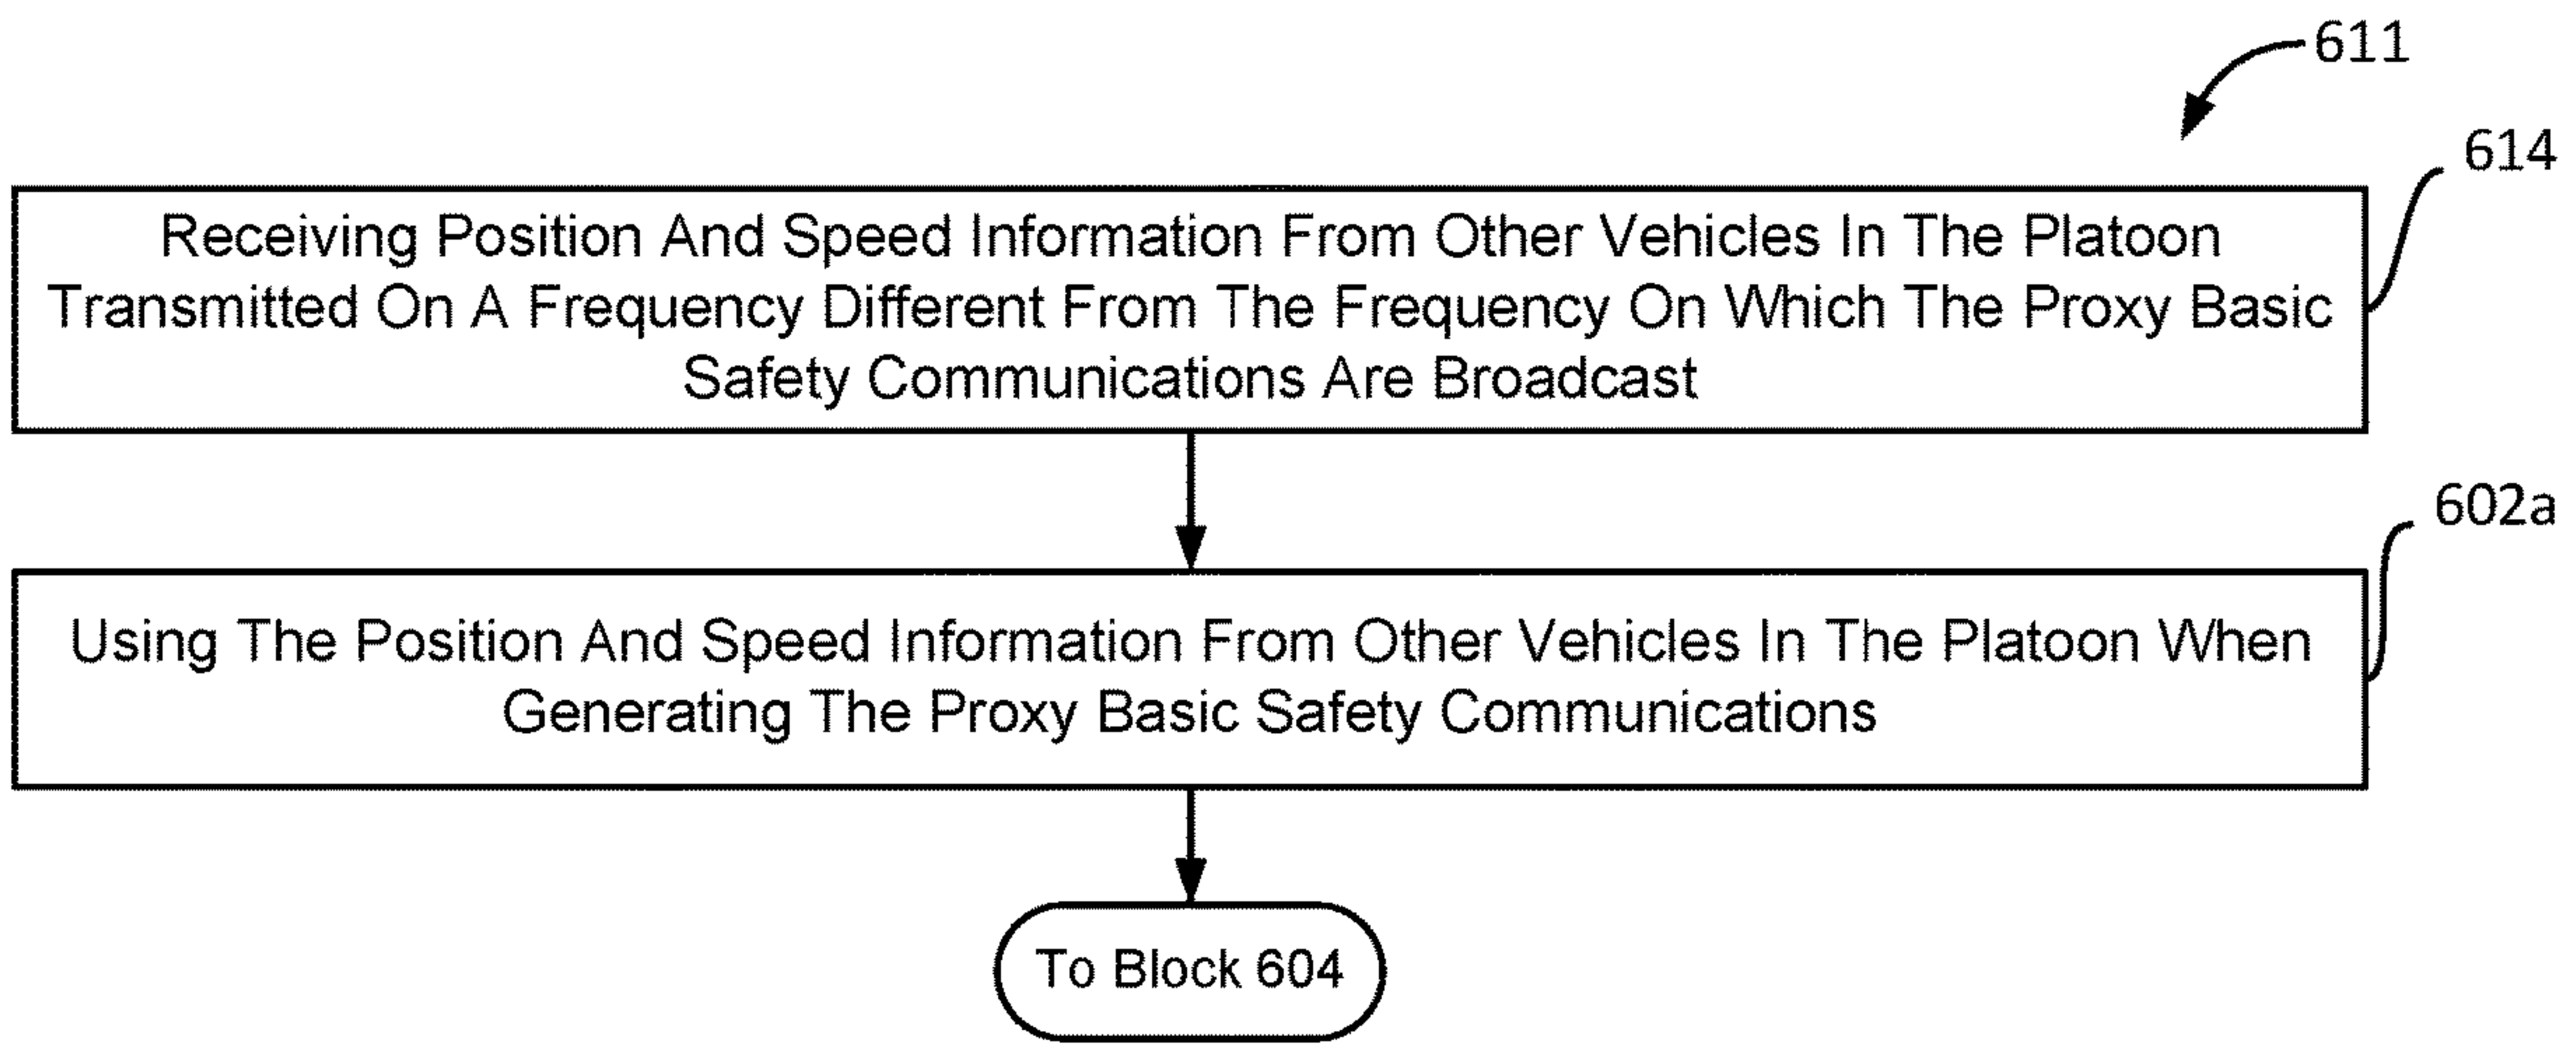 611
614
Receiving Position And Speed Information From Other Vehicles In The Platoon
Transmitted On A Frequency Different From The Frequency On Which The Proxy Basic
Safety Communications Are Broadcast
602a
Using The Position And Speed Information From Other Vehicles In The Platoon When
Generating The Proxy Basic Safety Communications
To Block 604